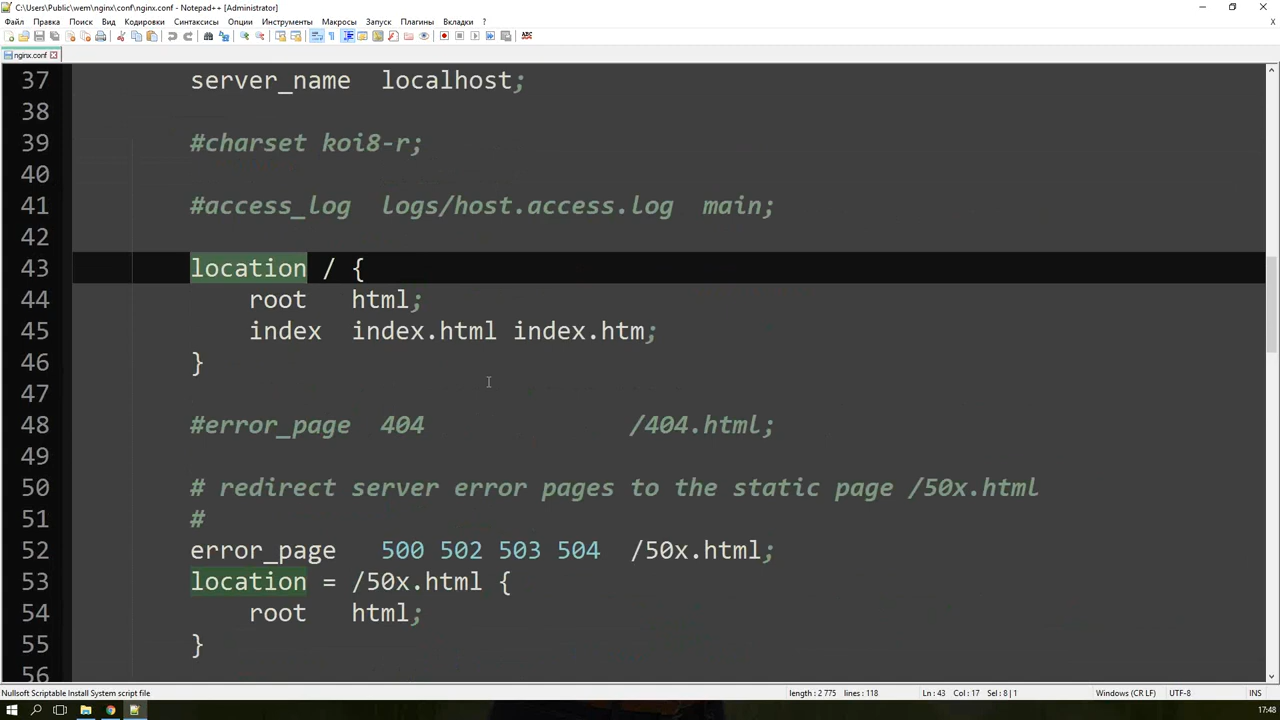 C:\Users\Public\wem\nginx\conf\nginx.conf - Notepad++ [Administrator]
Файл Правка Поиск Вид Кодировки Синтаксисы Опции Инструменты Макросы Запуск Плагины Вкладки ?
nginx.conf
37 server_name localhost;
38
39 #charset koi8-r;
40
41 #access_log logs/host.access.log main;
42
43 location / {
44 root html;
45 index index.html index.htm;
46 }
47
48 #error_page 404 /404.html;
49
50 # redirect server error pages to the static page /50x.html
51 #
52 error_page 500 502 503 504 /50x.html;
53 location = /50x.html {
54 root html;
55 }
56
Nullsoft Scriptable Install System script file length : 2 775 lines : 118 Ln : 43 Col : 17 Sel : 8 | 1 Windows (CR LF) UTF-8 INS
17:48